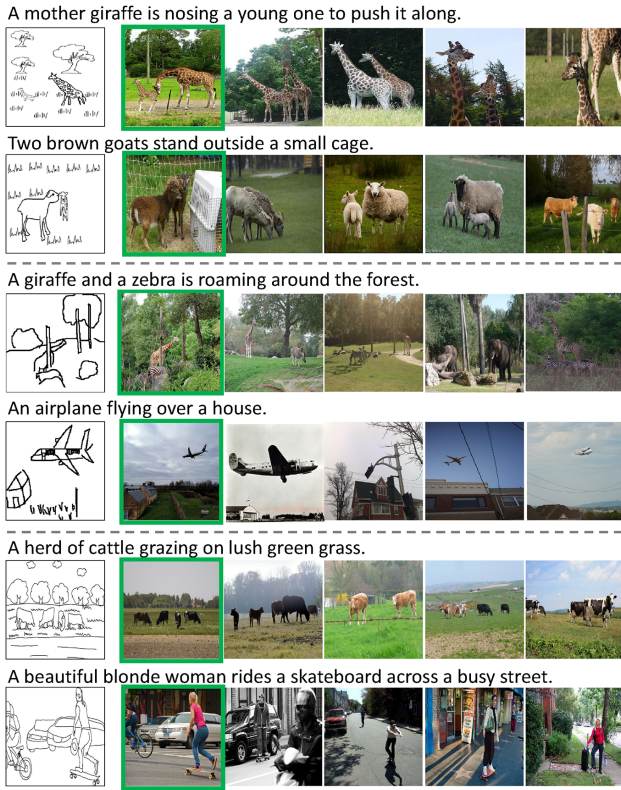 A mother giraffe is nosing a young one to push it along.
Two brown goats stand outside a small cage.
A giraffe and a zebra is roaming around the forest.
An airplane flying over a house.
A herd of cattle grazing on lush green grass.
A beautiful blonde woman rides a skateboard across a busy street.